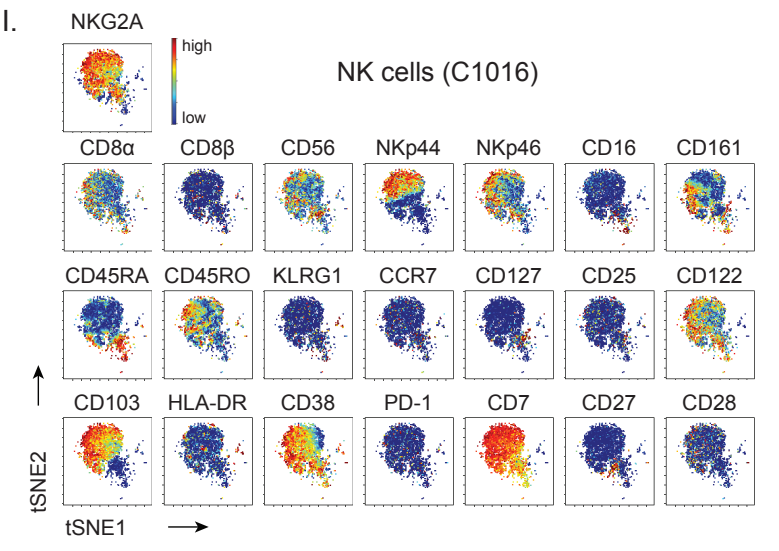 I.
NKG2A
high
low
NK cells (C1016)
CD8α CD8β CD56 NKp44 NKp46 CD16 CD161
CD45RA CD45RO KLRG1 CCR7 CD127 CD25 CD122
CD103 HLA-DR CD38 PD-1 CD7 CD27 CD28
tSNE2
tSNE1